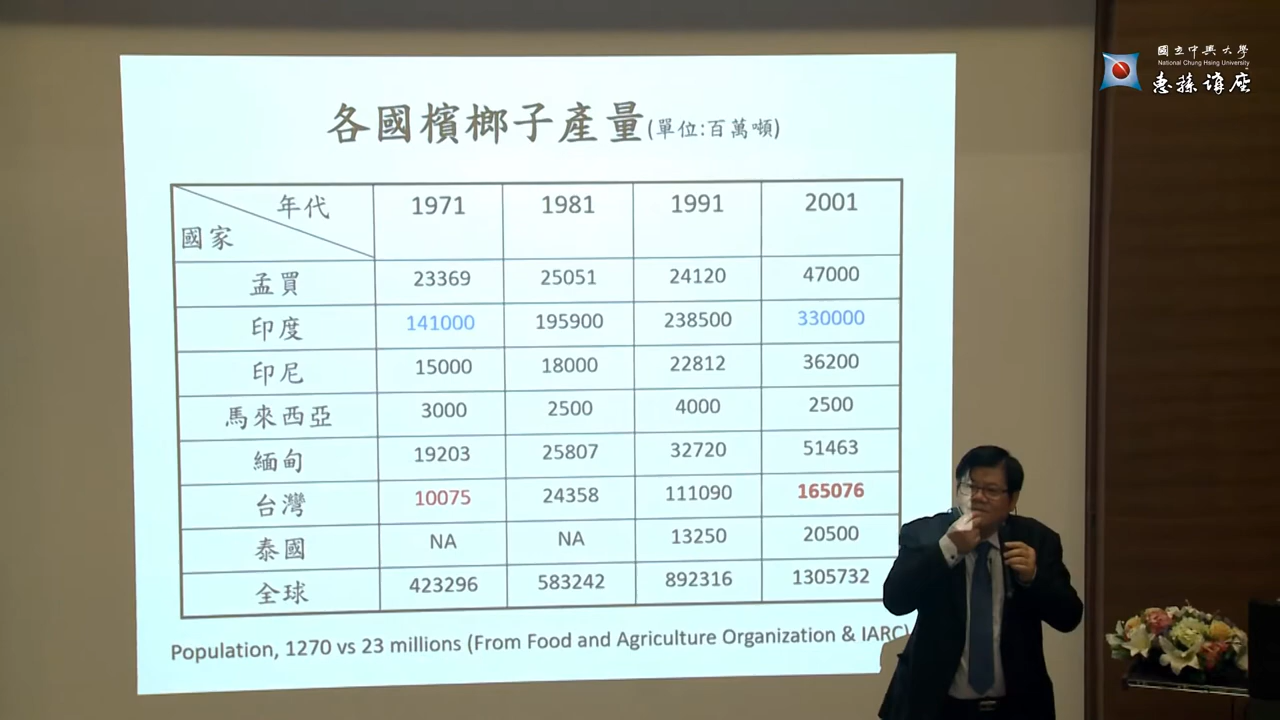 國立中興大學
National Chung Hsing University
惠蓀講座
各國檳榔子產量(單位:百萬噸)
年代 1971 1981 1991 2001
國家
孟買 23369 25051 24120 47000
印度 141000 195900 238500 330000
印尼 15000 18000 22812 36200
馬來西亞 3000 2500 4000 2500
緬甸 19203 25807 32720 51463
台灣 10075 24358 111090 165076
泰國 NA NA 13250 20500
全球 423296 583242 892316 1305732
Population, 1270 vs 23 millions (From Food and Agriculture Organization & IARC)